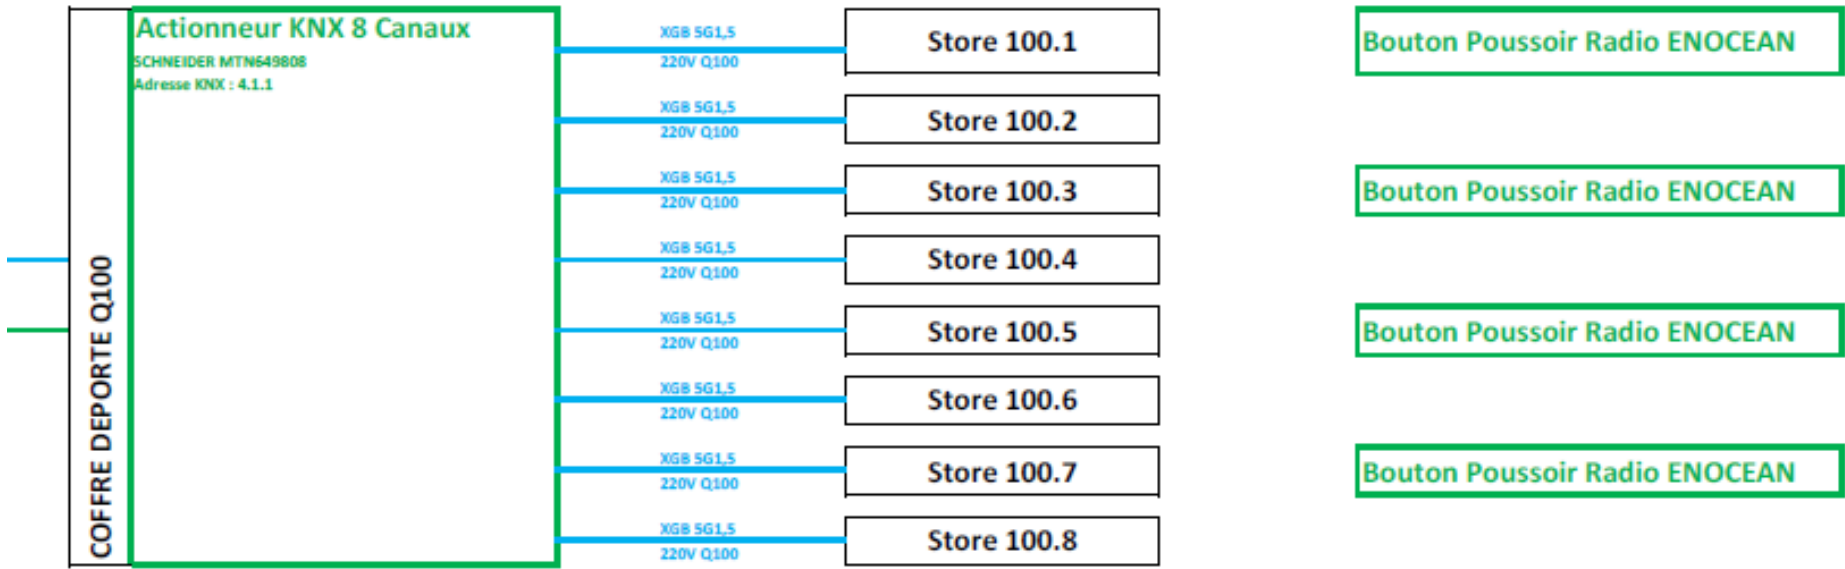 COFFRE DEPORTE Q100
Actionneur KNX 8 Canaux
SCHNEIDER MTN649808
Adresse KNX : 4.1.1
XGB 5G1,5
220V Q100
Store 100.1
Bouton Poussoir Radio ENOCEAN
XGB 5G1,5
220V Q100
Store 100.2
XGB 5G1,5
220V Q100
Store 100.3
Bouton Poussoir Radio ENOCEAN
XGB 5G1,5
220V Q100
Store 100.4
XGB 5G1,5
220V Q100
Store 100.5
Bouton Poussoir Radio ENOCEAN
XGB 5G1,5
220V Q100
Store 100.6
XGB 5G1,5
220V Q100
Store 100.7
Bouton Poussoir Radio ENOCEAN
XGB 5G1,5
220V Q100
Store 100.8